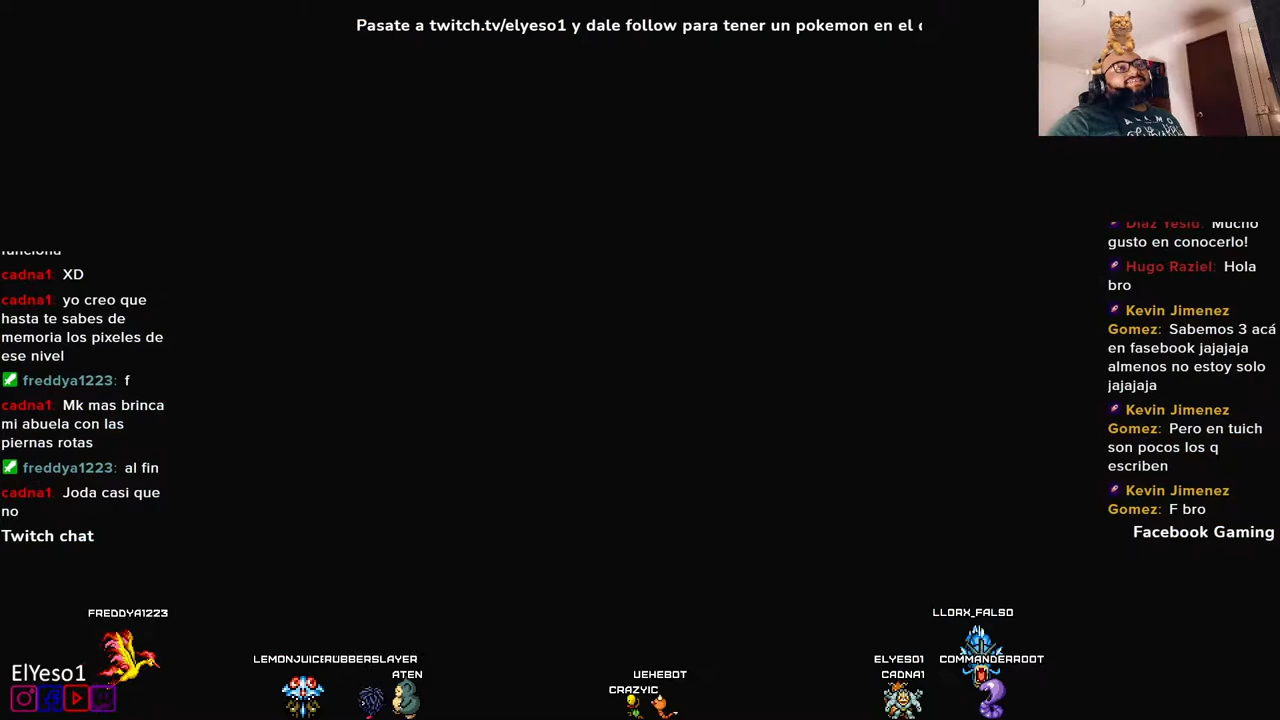 Pasate a twitch.tv/elyeso1 y dale follow para tener un pokemon en el
funciona
cadna1: XD
cadna1: yo creo que
hasta te sabes de
memoria los pixeles de
ese nivel
freddya1223: f
cadna1: Mk mas brinca
mi abuela con las
piernas rotas
freddya1223: al fin
cadna1: Joda casi que
no
Twitch chat
Diaz Yesid: Mucho
gusto en conocerlo!
Hugo Raziel: Hola
bro
Kevin Jimenez
Gomez: Sabemos 3 acá
en fasebook jajajaja
almenos no estoy solo
jajajaja
Kevin Jimenez
Gomez: Pero en tuich
son pocos los q
escriben
Kevin Jimenez
Gomez: F bro
Facebook Gaming
FREDDYA1223
ElYeso1
LEMONJUICE
RUBBERSLAYER
ATEN
UEHEBOT
CRAZYIC
LLORX_FALSO
ELYESO1
COMMANDERROOT
CADNA1